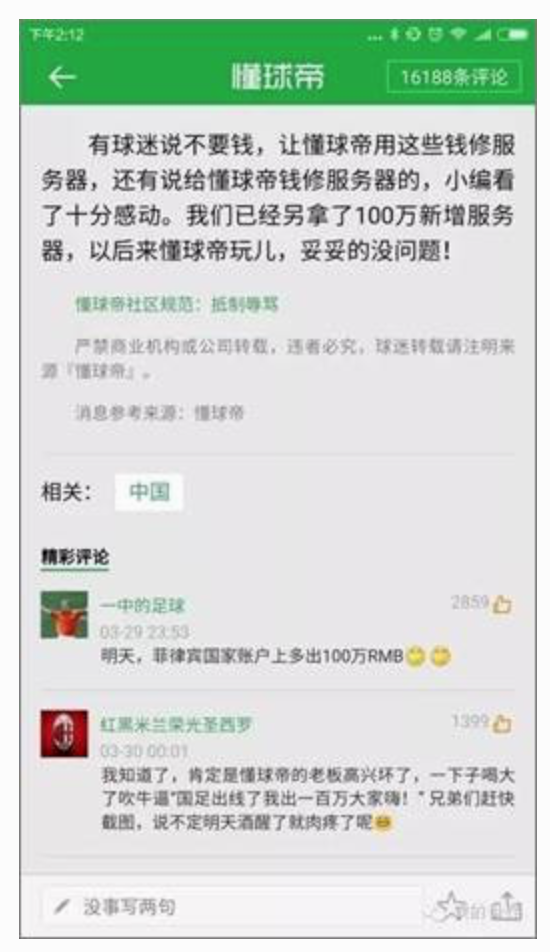 下午2:12
懂球帝
16188条评论
有球迷说不要钱，让懂球帝用这些钱修服
务器，还有说给懂球帝钱修服务器的，小编看
了十分感动。我们已经另拿了100万新增服务
器，以后来懂球帝玩儿，妥妥的没问题！
懂球帝社区规范：抵制辱骂
严禁商业机构或公司转载，违者必究，球迷转载请注明来
源『懂球帝』。
消息参考来源：懂球帝
相关：
中国
精彩评论
一中的足球
2859
03-29 23:53
明天，菲律宾国家账户上多出100万RMB
红黑米兰荣光圣西罗
1399
03-30 00:01
我知道了，肯定是懂球帝的老板高兴坏了，一下子喝大
了吹牛逼“国足出线了我出一百万大家嗨！”兄弟们赶快
截图，说不定明天酒醒了就肉疼了呢
没事写两句